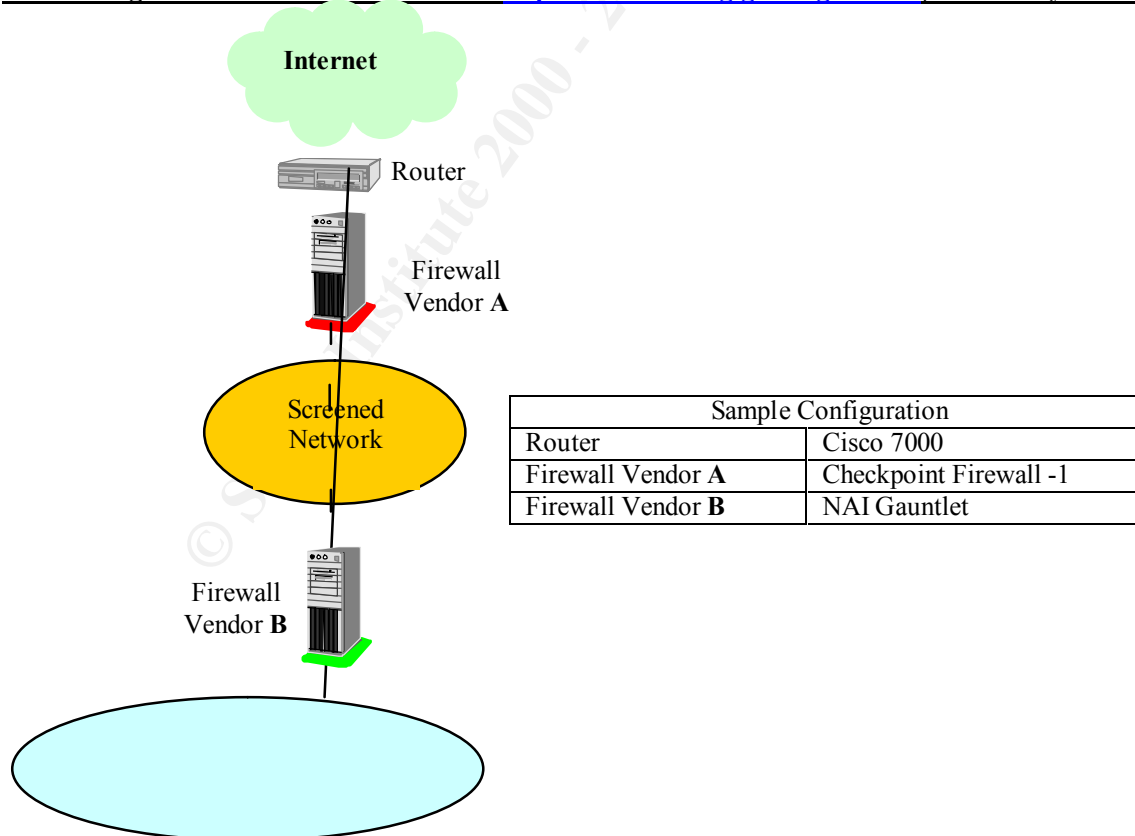 Internet
Router
Firewall
Vendor A
Screened
Network
Sample Configuration
Router Cisco 7000
Firewall Vendor A Checkpoint Firewall -1
Firewall Vendor B NAI Gauntlet
Firewall
Vendor B